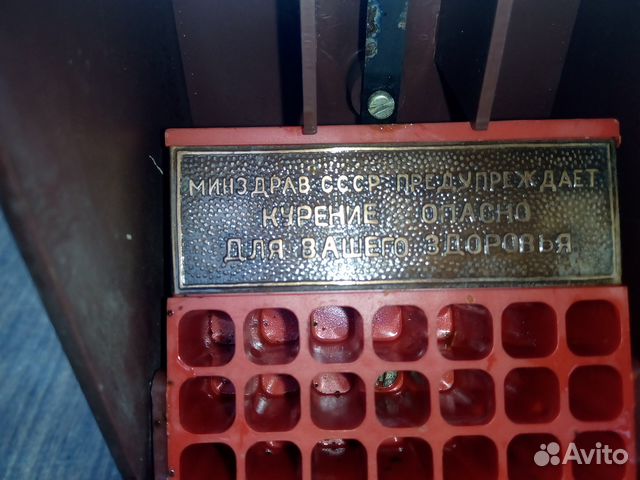 МИНЗДРАВ СССР ПРЕДУПРЕЖДАЕТ
КУРЕНИЕ ОПАСНО
ДЛЯ ВАШЕГО ЗДОРОВЬЯ
Avito